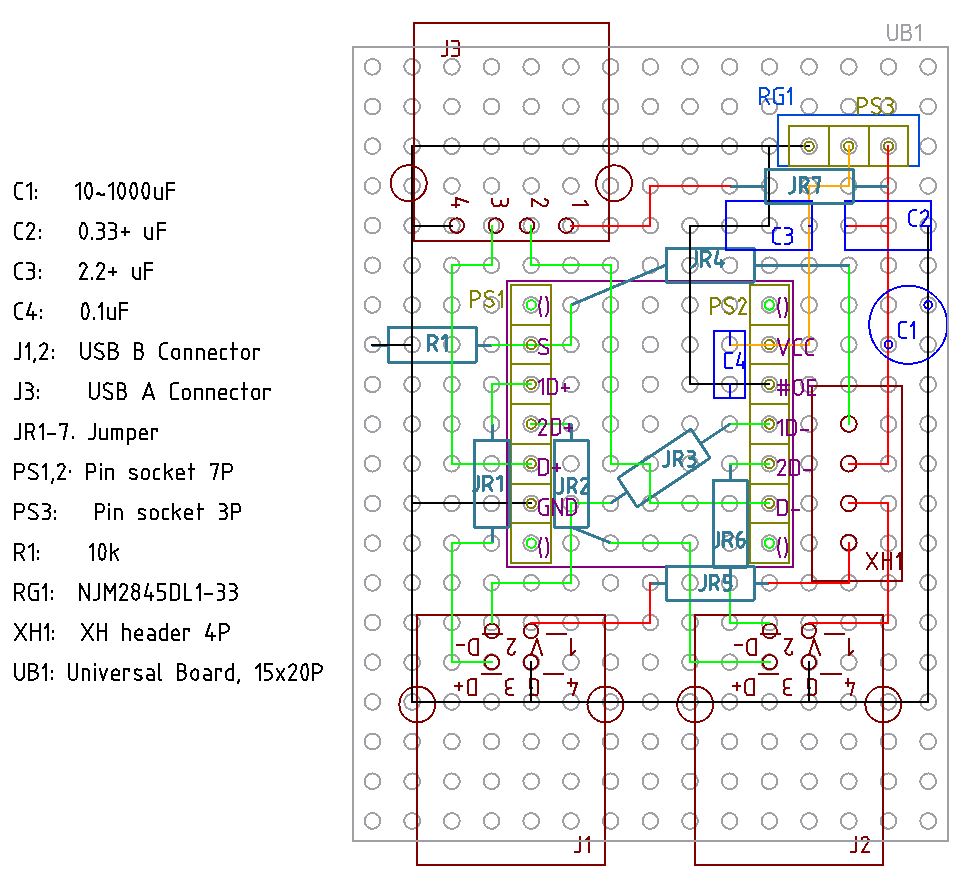 UB1
J3
RG1
PS3
C1: 10~1000uF
C2: 0.33+ uF
C3: 2.2+ uF
C4: 0.1uF
J1,2: USB B Connector
J3: USB A Connector
JR1-7. Jumper
PS1,2: Pin socket 7P
PS3: Pin socket 3P
R1: 10k
RG1: NJM2845DL1-33
XH1: XH header 4P
UB1: Universal Board, 15x20P
JR7
4 3 2 1
C3
C2
JR4
PS1
PS2
()
()
C1
R1
S
C4
VCC
1D+
#OE
2D+
1D-
JR3
D+
2D-
JR1
JR2
GND
D-
JR6
()
()
XH1
JR5
D- 2 V 1
D- 2 V 1
D+ 3 G 4
D+ 3 G 4
J1
J2